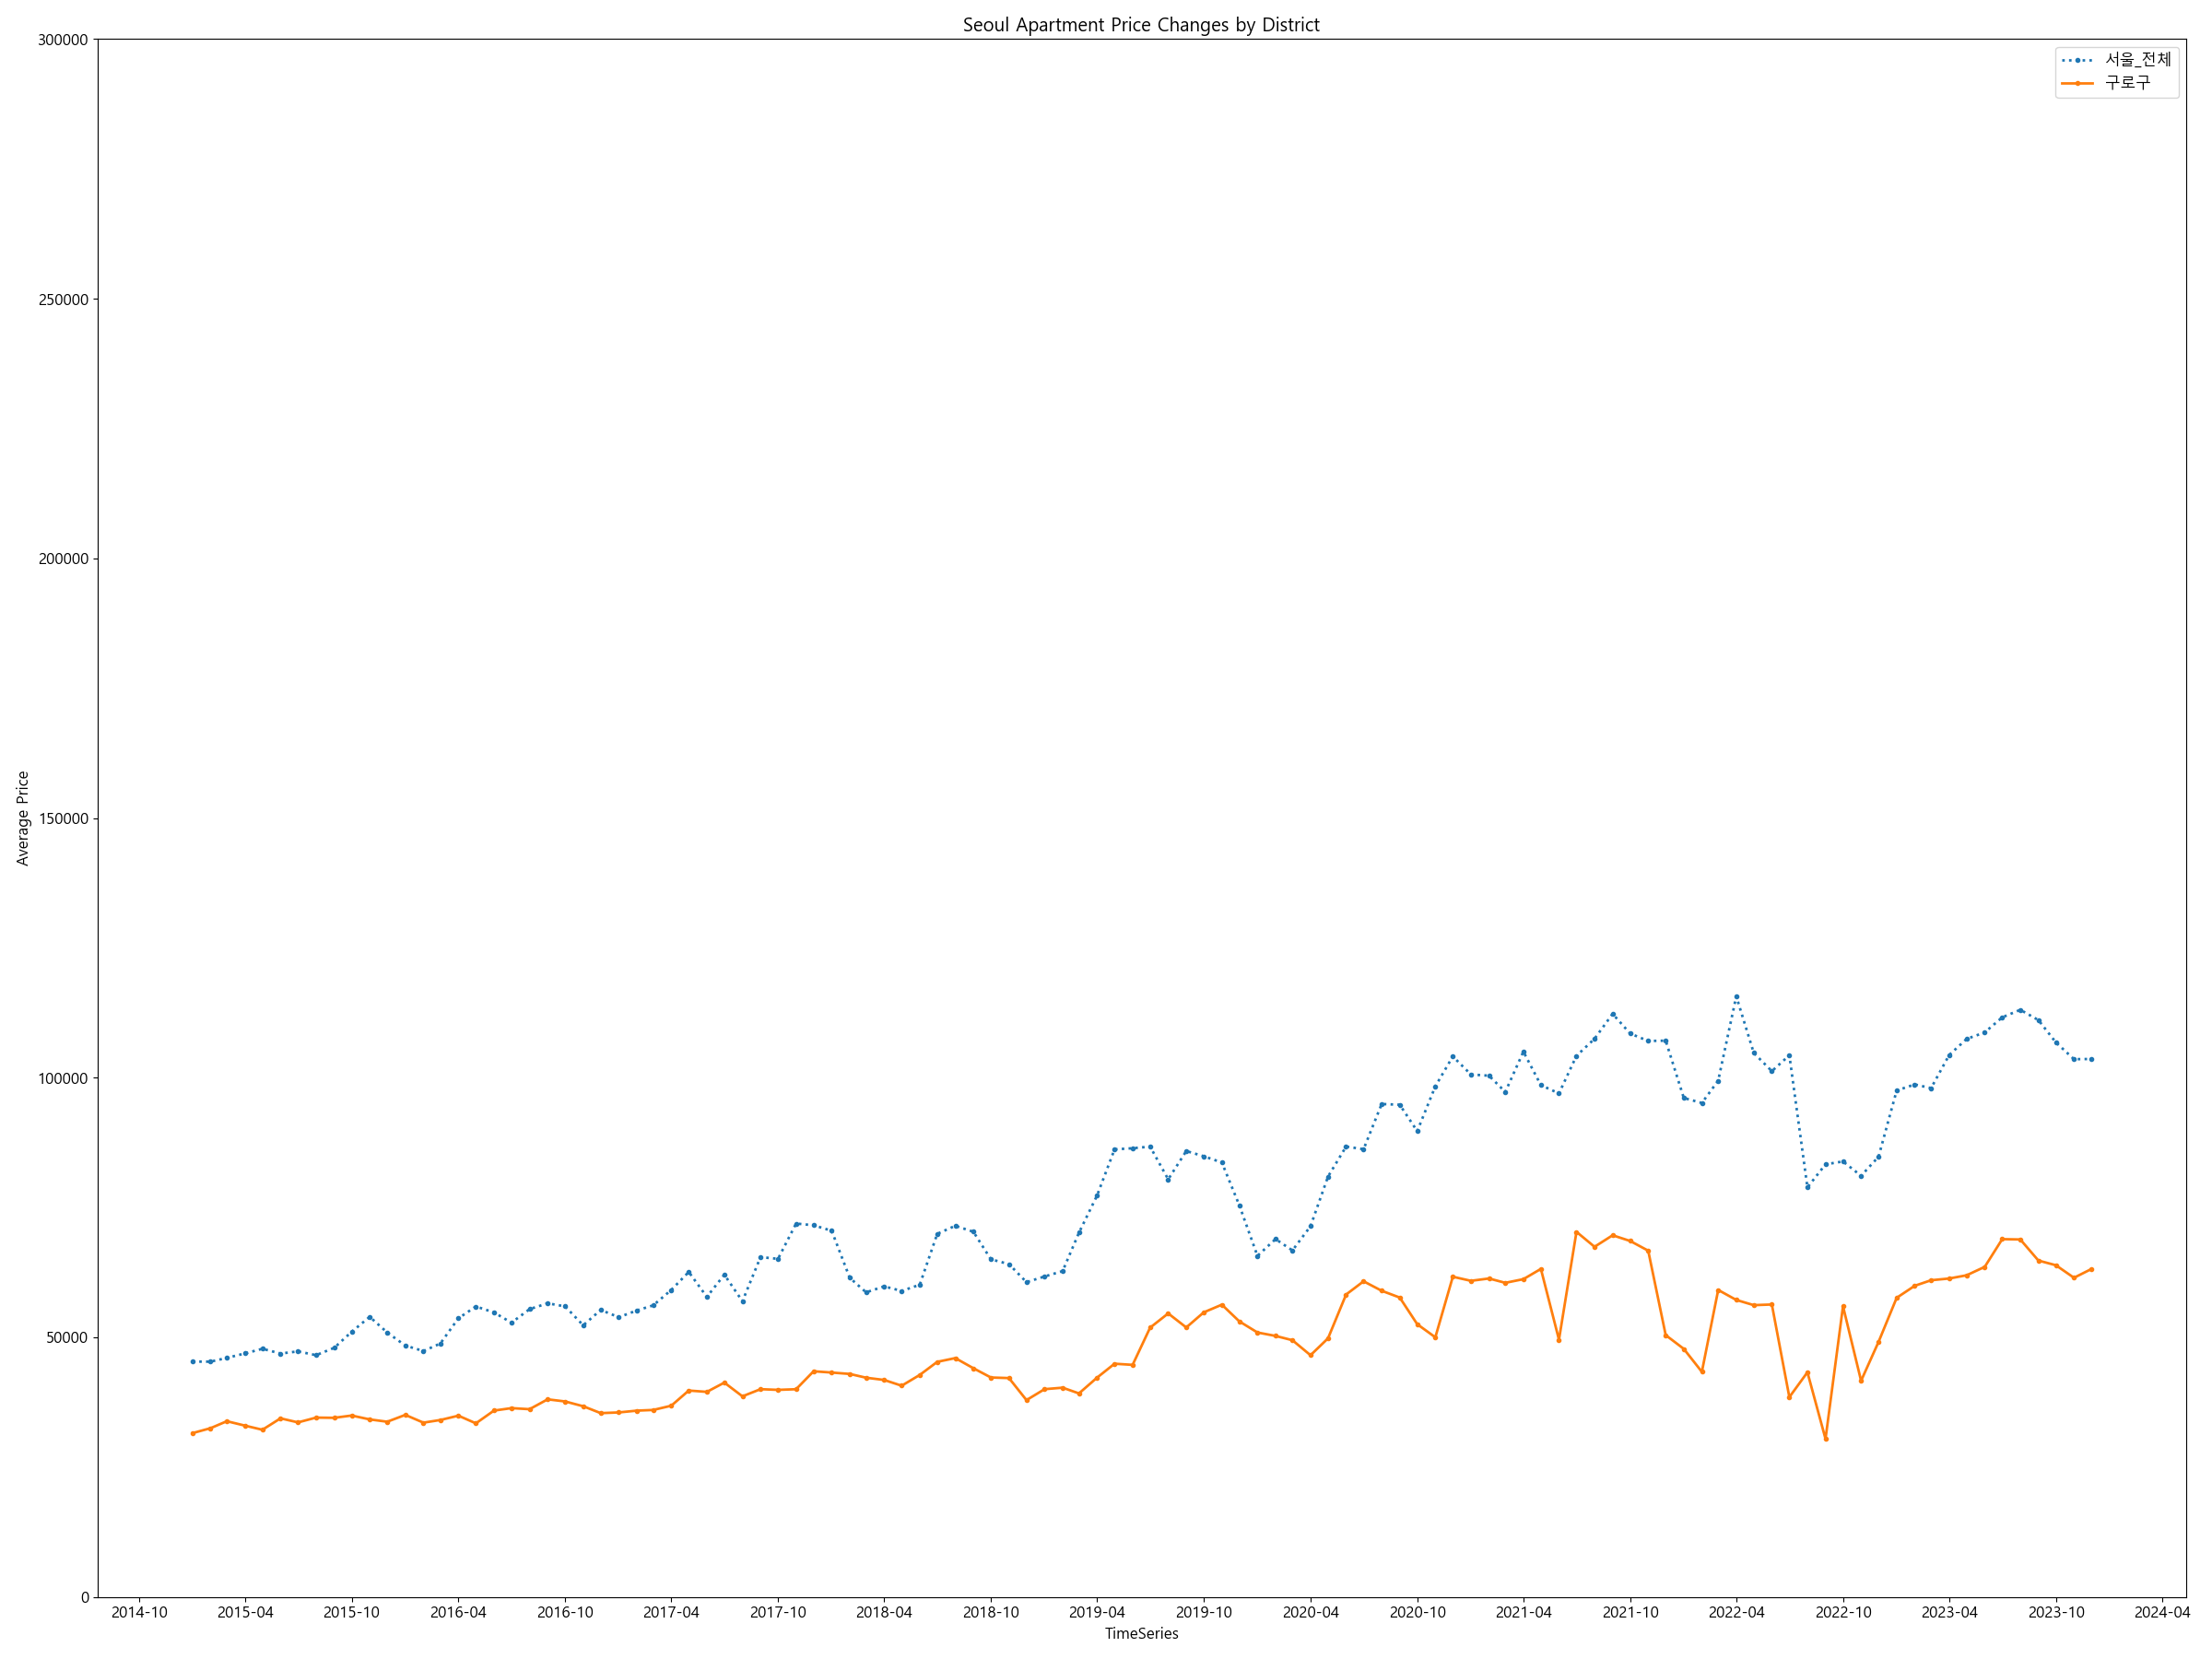 Seoul Apartment Price Changes by District
서울_전체
구로구
300000
250000
200000
150000
100000
50000
0
Average Price
2014-10 2015-04 2015-10 2016-04 2016-10 2017-04 2017-10 2018-04 2018-10 2019-04 2019-10 2020-04 2020-10 2021-04 2021-10 2022-04 2022-10 2023-04 2023-10 2024-04
TimeSeries